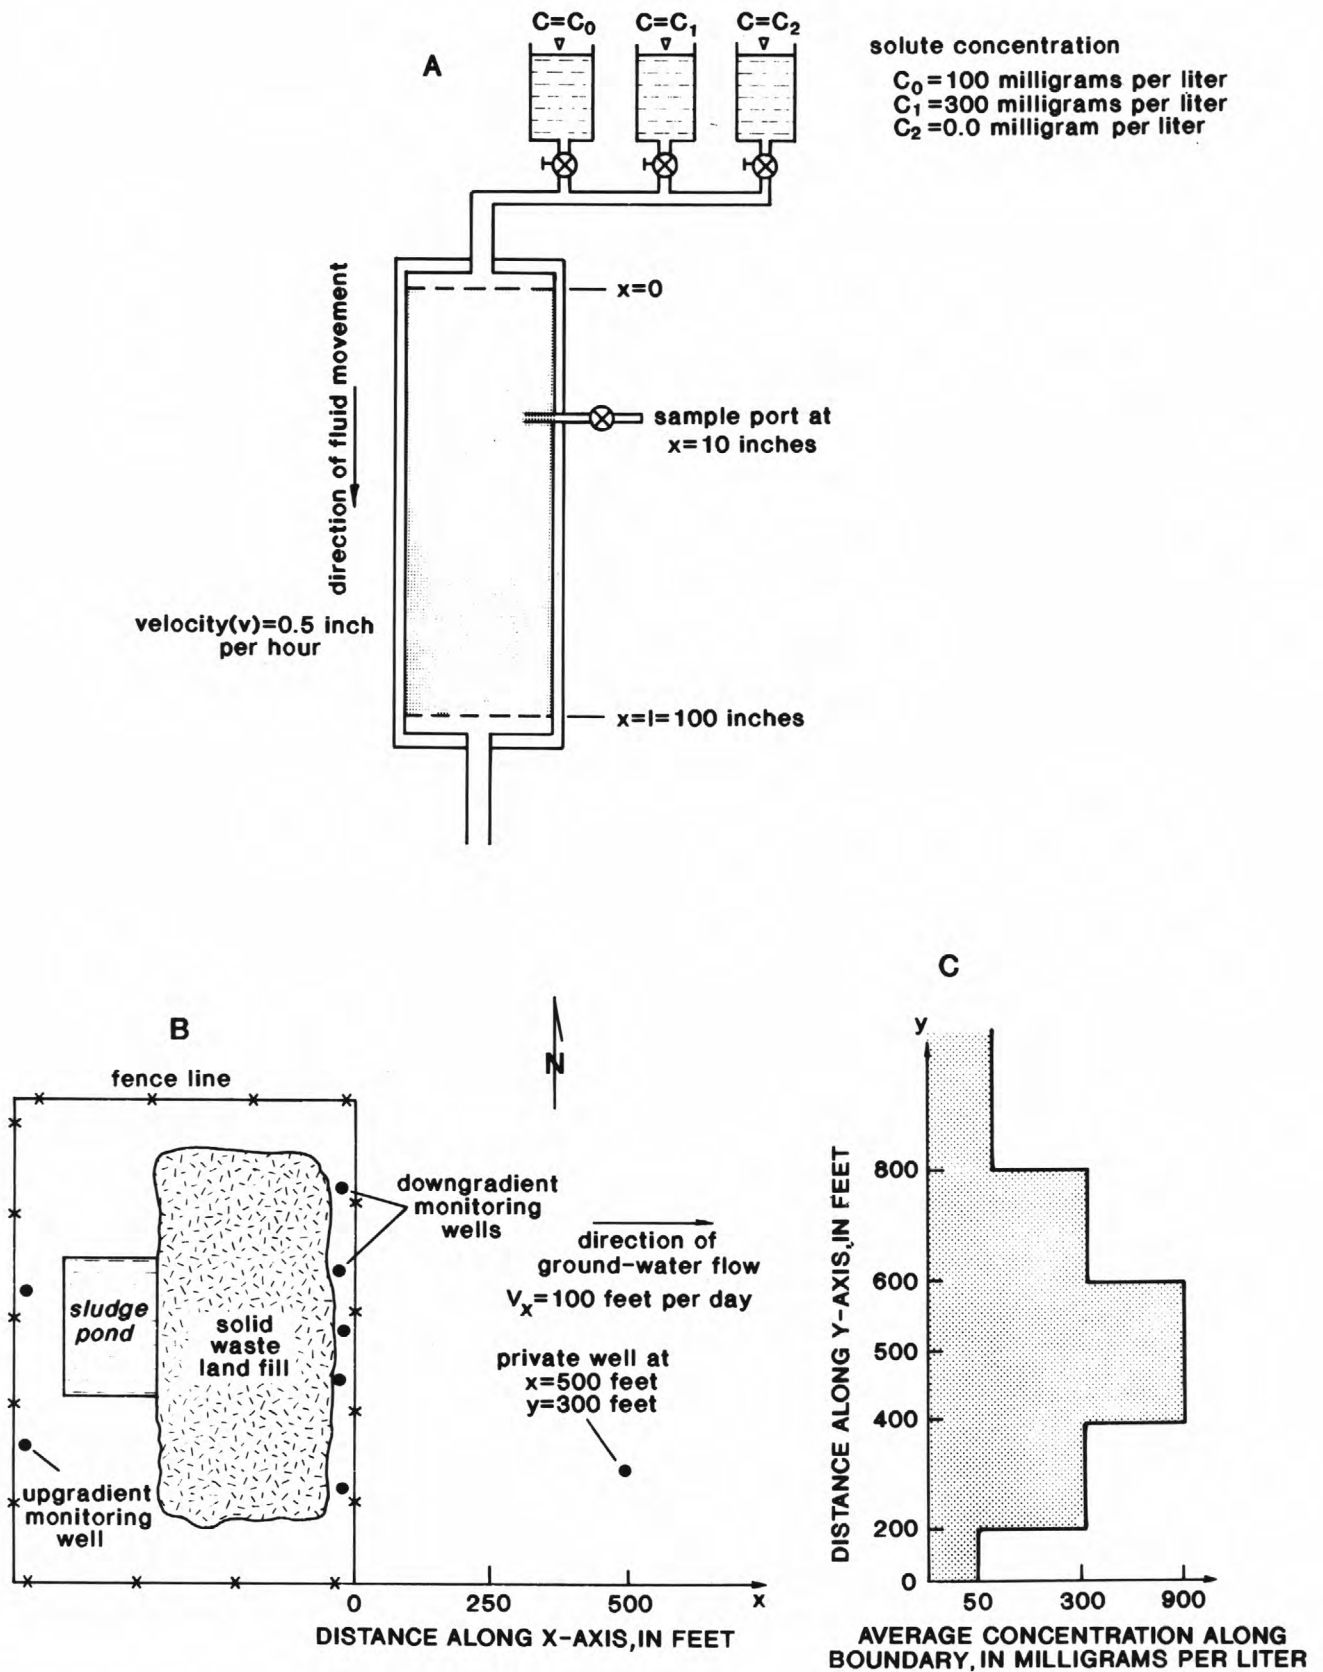 A
C=C₀
C=C₁
C=C₂
solute concentration
C₀=100 milligrams per liter
C₁=300 milligrams per liter
C₂=0.0 milligram per liter
x=0
direction of fluid movement
sample port at
x=10 inches
velocity(v)=0.5 inch
per hour
x=l=100 inches
B
fence line
N
downgradient
monitoring
wells
direction of
ground-water flow
Vₓ=100 feet per day
sludge
pond
solid
waste
land fill
private well at
x=500 feet
y=300 feet
upgradient
monitoring
well
0
250
500
x
DISTANCE ALONG X-AXIS,IN FEET
C
y
DISTANCE ALONG Y-AXIS,IN FEET
800
600
500
400
200
0
50
300
900
AVERAGE CONCENTRATION ALONG
BOUNDARY, IN MILLIGRAMS PER LITER